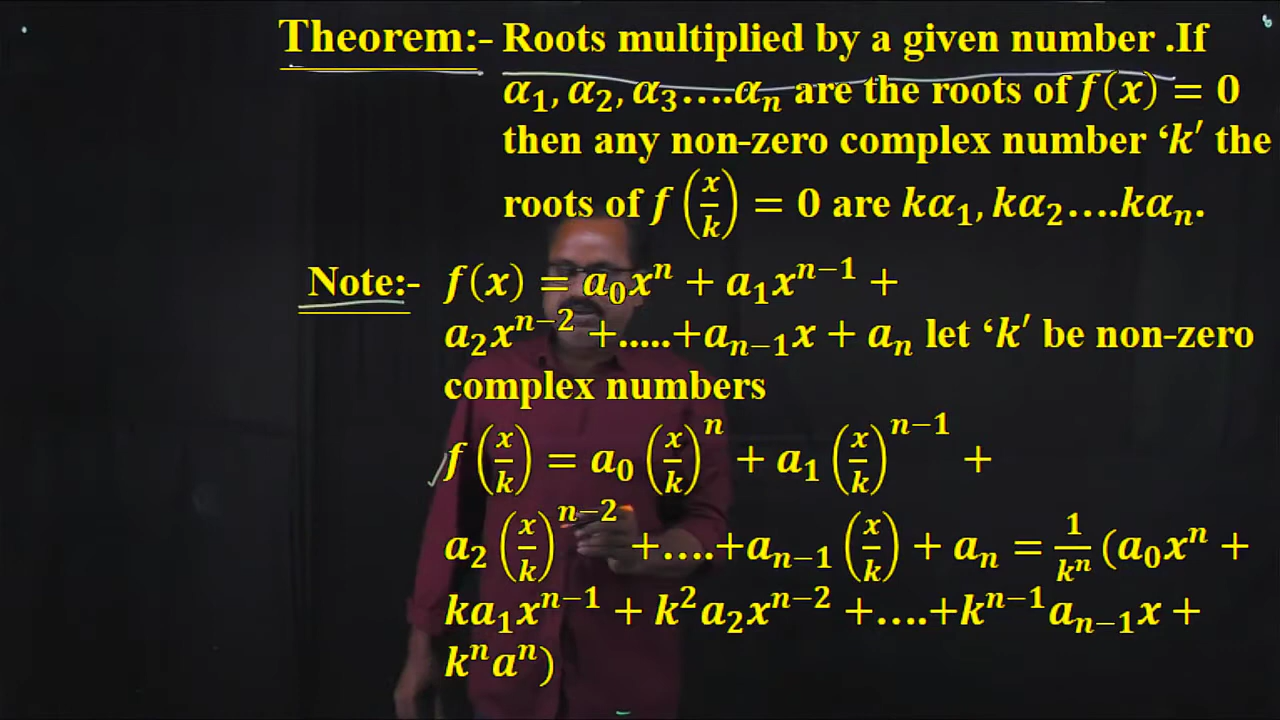 Theorem:- Roots multiplied by a given number .If
α₁, α₂, α₃....αₙ are the roots of f(x) = 0
then any non-zero complex number ‘k′ the
roots of f(x/k) = 0 are kα₁, kα₂....kαₙ.
Note:- f(x) = a₀xⁿ + a₁xⁿ⁻¹ +
a₂xⁿ⁻² +.....+aₙ₋₁x + aₙ let ‘k′ be non-zero
complex numbers
f(x/k) = a₀(x/k)ⁿ + a₁(x/k)ⁿ⁻¹ +
a₂(x/k)ⁿ⁻² +....+aₙ₋₁(x/k) + aₙ = 1/kⁿ (a₀xⁿ +
ka₁xⁿ⁻¹ + k²a₂xⁿ⁻² +....+kⁿ⁻¹aₙ₋₁x +
kⁿaⁿ)